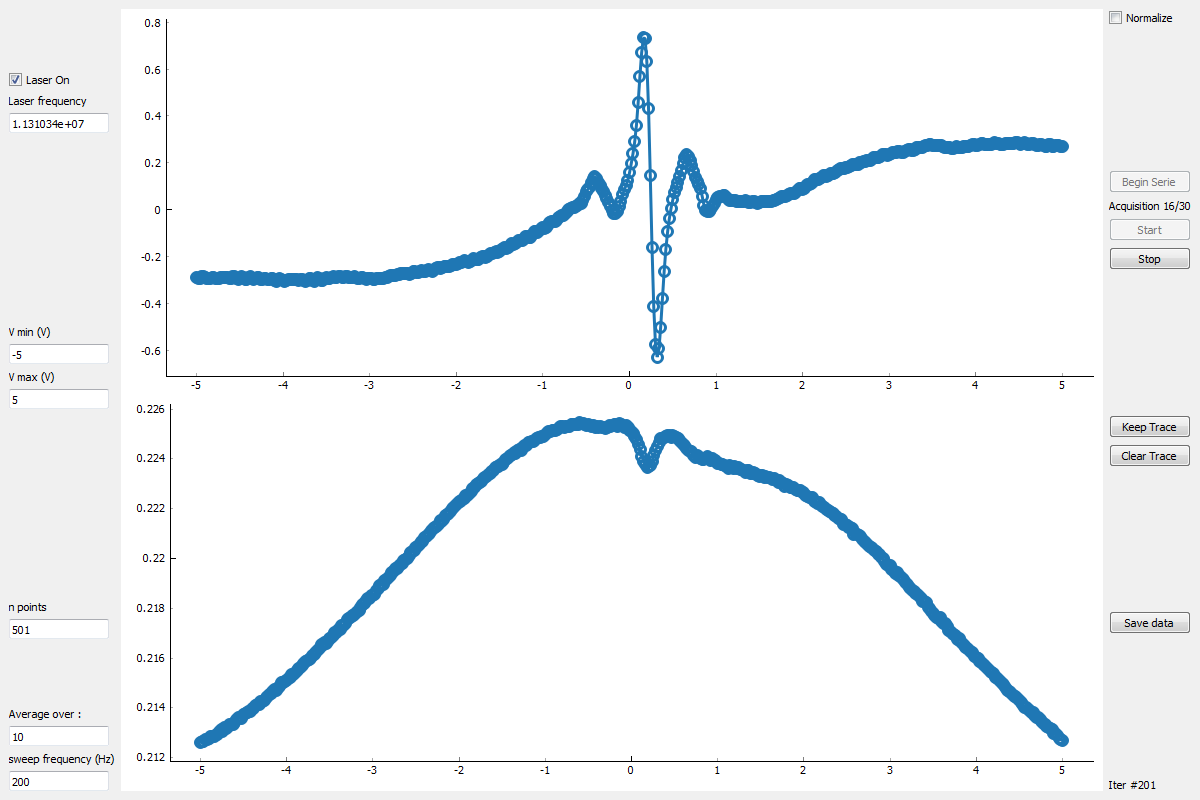 Laser On
Laser frequency
1.131034e+07
V min (V)
-5
V max (V)
5
n points
501
Average over :
10
sweep frequency (Hz)
200
0.8
0.6
0.4
0.2
0
-0.2
-0.4
-0.6
-5 -4 -3 -2 -1 0 1 2 3 4 5
0.226
0.224
0.222
0.22
0.218
0.216
0.214
0.212
-5 -4 -3 -2 -1 0 1 2 3 4 5
Normalize
Begin Serie
Acquisition 16/30
Start
Stop
Keep Trace
Clear Trace
Save data
Iter #201